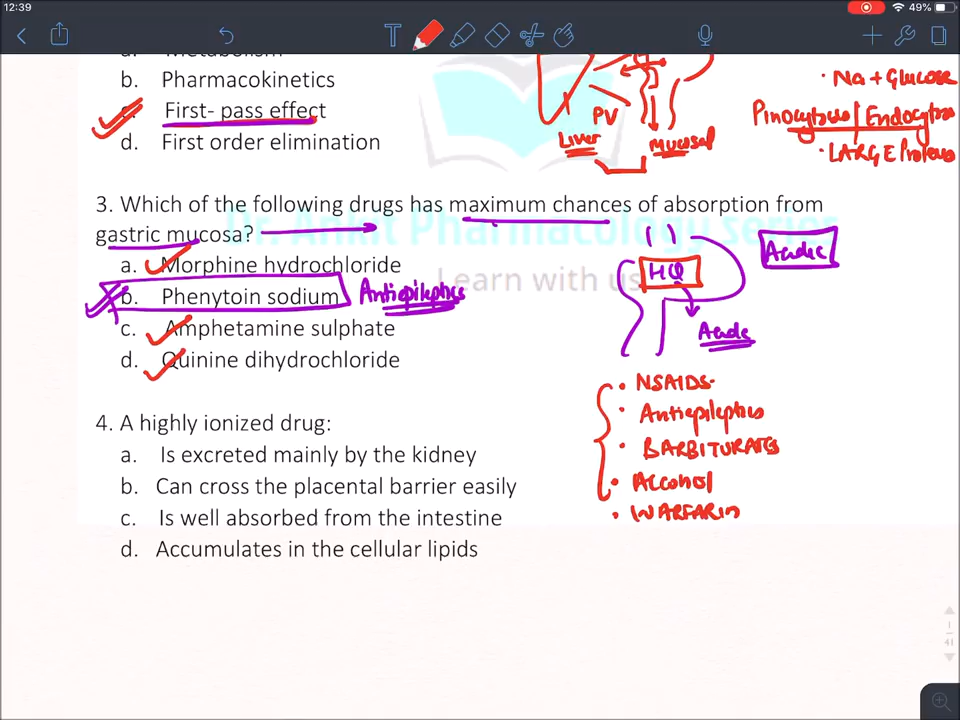 12:39
49%
a. Metabolism
b. Pharmacokinetics
c. First- pass effect
d. First order elimination
PV
Liver
Mucosal
• Na + Glucose
Pinocytosis / Endocytosis
• LARGE Proteins
3. Which of the following drugs has maximum chances of absorption from
gastric mucosa?
a. Morphine hydrochloride
b. Phenytoin sodium
Antiepileptics
c. Amphetamine sulphate
d. Quinine dihydrochloride
Dr. Ankit Pharmacology series
Learn with us
Acidic
Acidic
• NSAIDS
• Antiepileptics
• BARBITURATES
• Alcohol
• WARFARIN
4. A highly ionized drug:
a. Is excreted mainly by the kidney
b. Can cross the placental barrier easily
c. Is well absorbed from the intestine
d. Accumulates in the cellular lipids
1
41